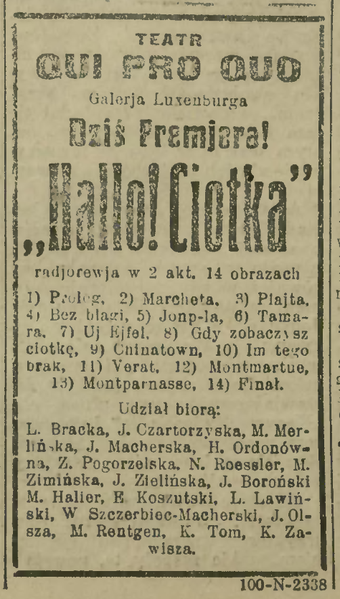 TEATR
QUI PRO QUO
Galerja Luxenburga
Dziś Premjera!
„Hallo! Ciotka”
radjorewja w 2 akt. 14 obrazach
1) Prolog, 2) Marcheta, 3) Plajta,
4) Bez blagi, 5) Jonp-la, 6) Tama-
ra, 7) Uj Ejfel, 8) Gdy zobaczysz
ciotkę, 9) Chinatown, 10) Im tego
brak, 11) Verat, 12) Montmartue,
13) Montparnasse, 14) Finał.
Udział biorą:
L. Bracka, J. Czartorzyska, M. Mer-
lińska, J. Macherska, H. Ordonów-
na, Z. Pogorzelska, N. Roessler, M.
Zimińska, J. Zielińska, J. Boroński
M. Halier, E. Koszutski, L. Lawiń-
ski, W Szczerbiec-Macherski, J. Ol-
sza, M. Rentgen, K. Tom, K. Za-
wisza.
100-N-2338